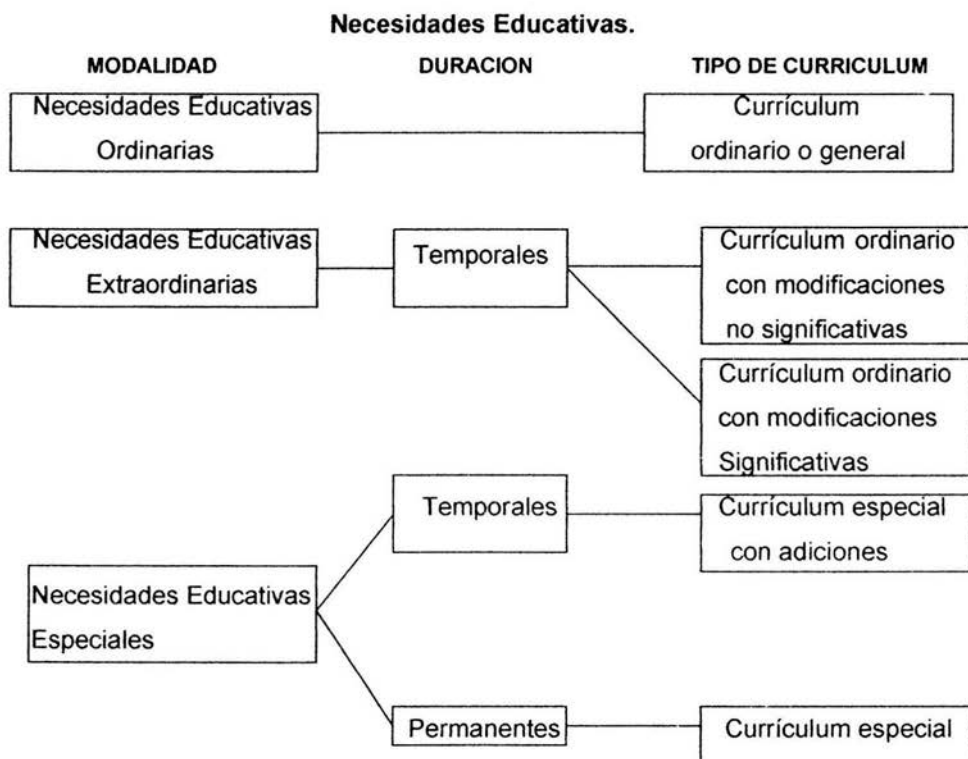 Necesidades Educativas.
MODALIDAD DURACION TIPO DE CURRICULUM
Necesidades Educativas
Ordinarias
Currículum
ordinario o general
Necesidades Educativas
Extraordinarias
Temporales
Currículum ordinario
con modificaciones
no significativas
Currículum ordinario
con modificaciones
Significativas
Necesidades Educativas
Especiales
Temporales
Currículum especial
con adiciones
Permanentes
Currículum especial